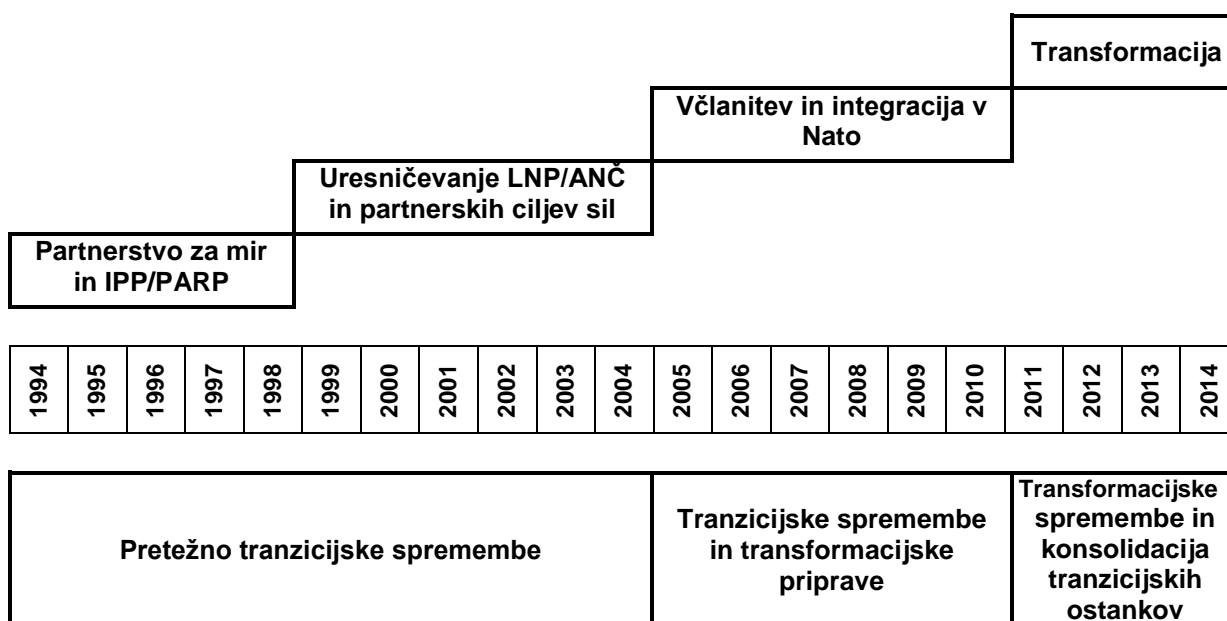 Transformacija
Včlanitev in integracija v
Nato
Uresničevanje LNP/ANČ
in partnerskih ciljev sil
Partnerstvo za mir
in IPP/PARP
1994 1995 1996 1997 1998 1999 2000 2001 2002 2003 2004 2005 2006 2007 2008 2009 2010 2011 2012 2013 2014
Pretežno tranzicijske spremembe
Tranzicijske spremembe
in transformacijske
priprave
Transformacijske
spremembe in
konsolidacija
tranzicijskih
ostankov